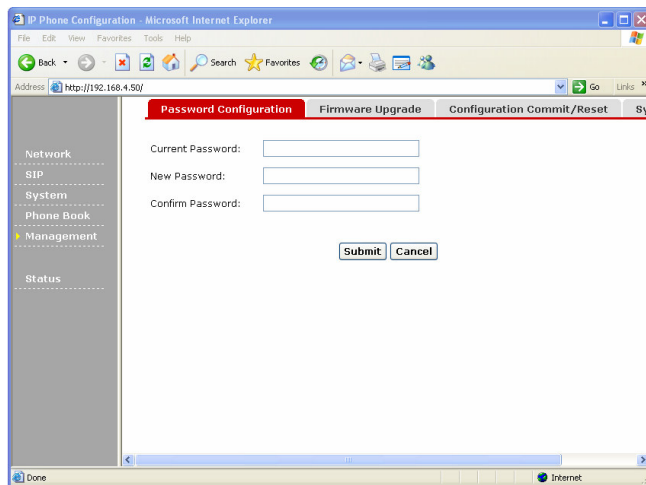 IP Phone Configuration - Microsoft Internet Explorer
File Edit View Favorites Tools Help
Back Search Favorites
Address http://192.168.4.50/ Go Links »
Password Configuration Firmware Upgrade Configuration Commit/Reset Sy
Current Password:
New Password:
Confirm Password:
Submit Cancel
Network
SIP
System
Phone Book
Management
Status
Done Internet